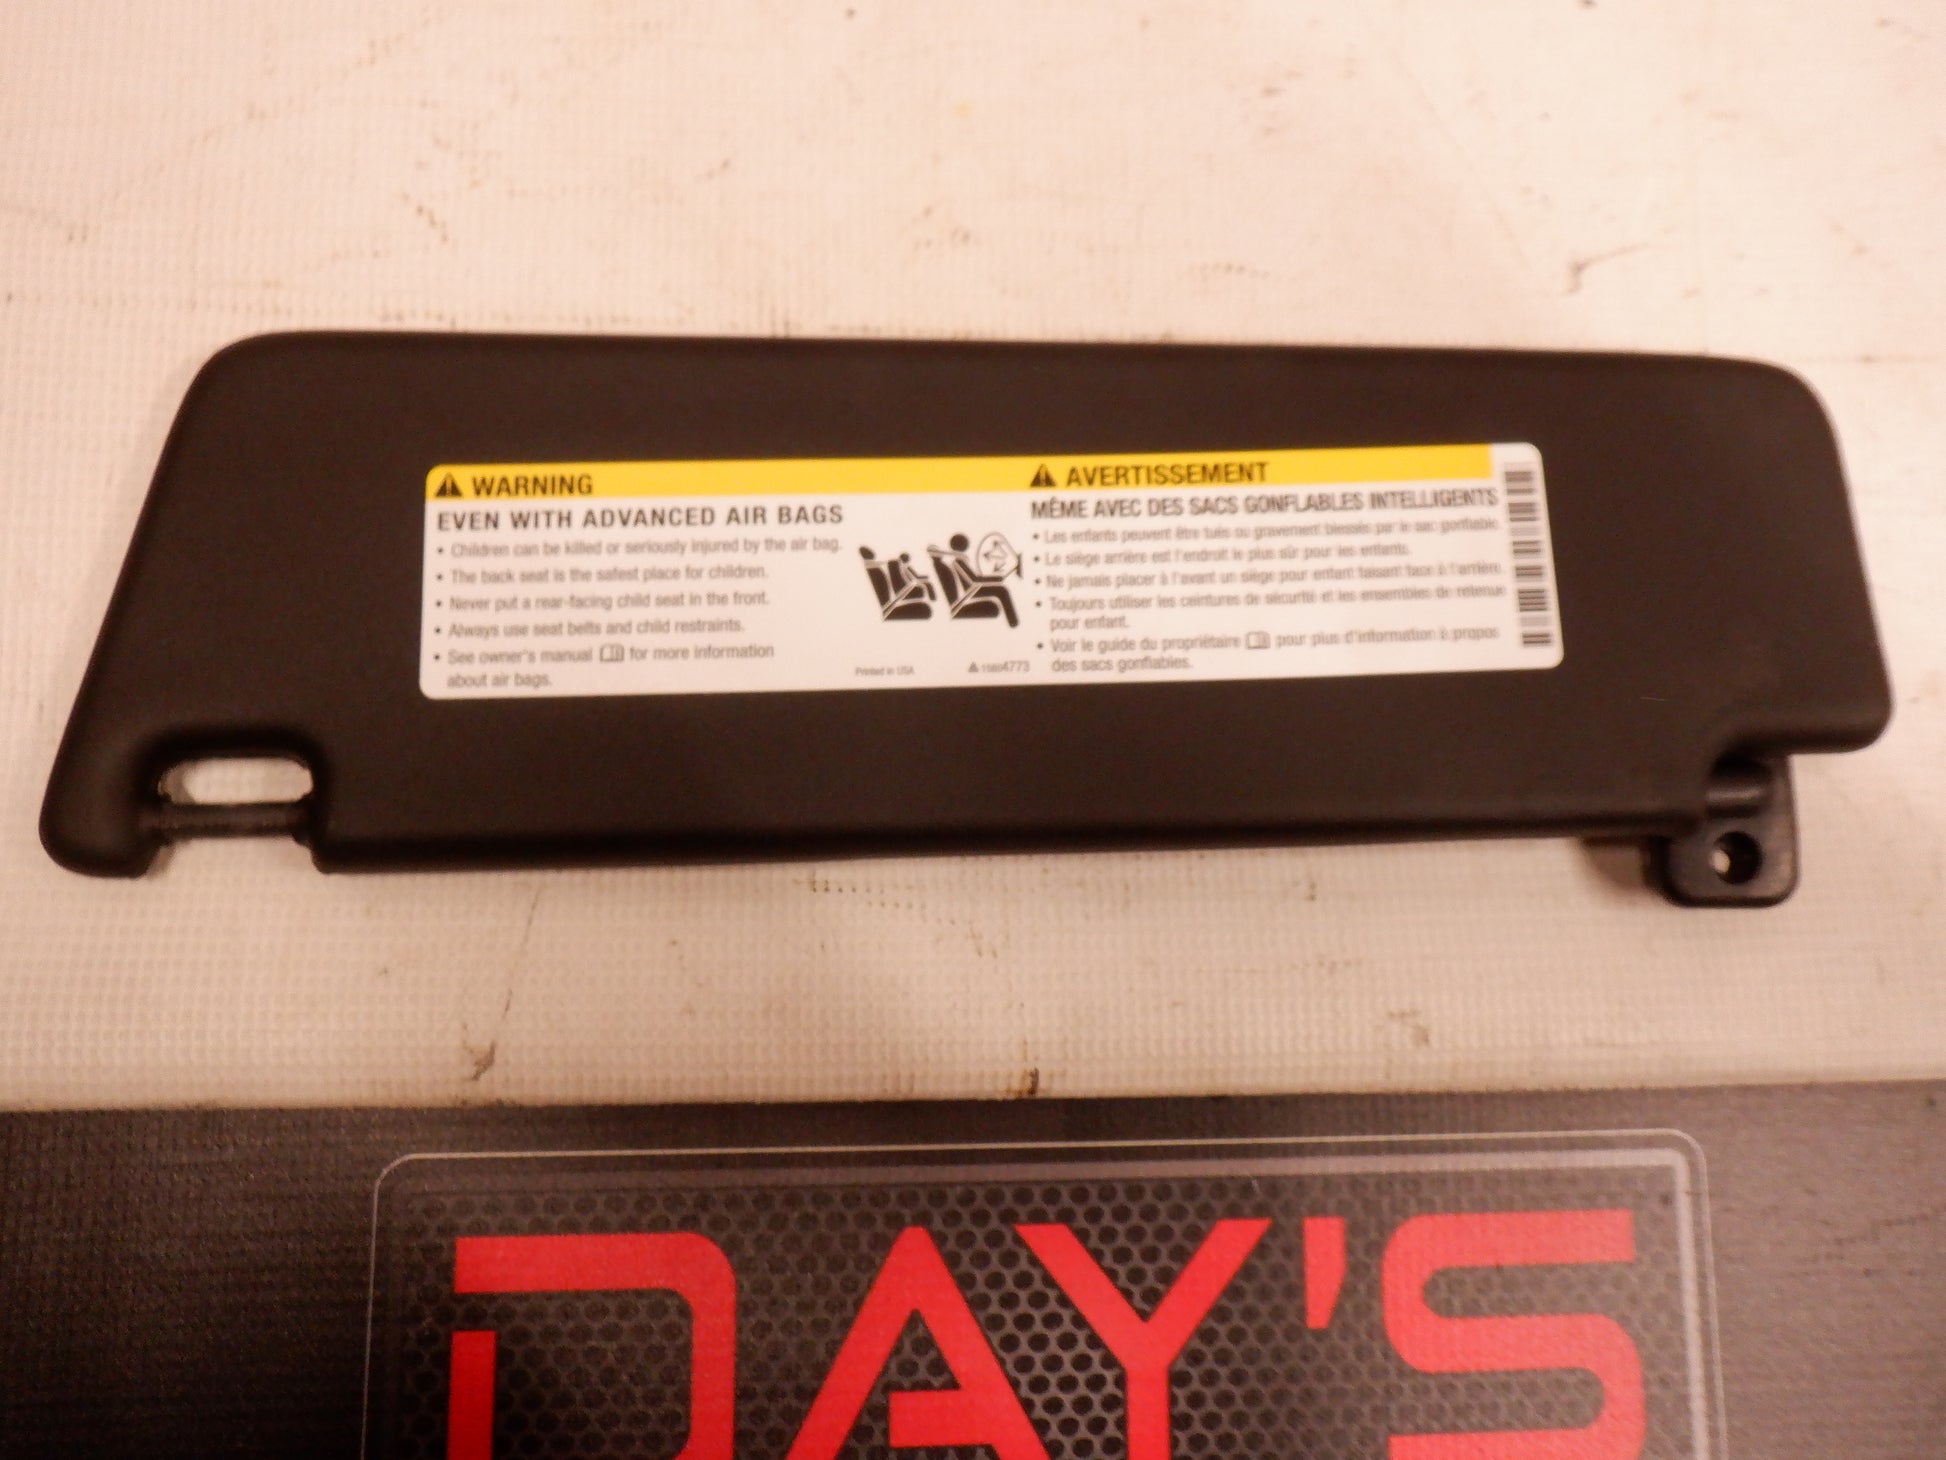 WARNING
EVEN WITH ADVANCED AIR BAGS
• Children can be killed or seriously injured by the air bag.
• The back seat is the safest place for children.
• Never put a rear-facing child seat in the front.
• Always use seat belts and child restraints.
• See owner's manual for more information
about air bags.
Printed in USA
15894773
AVERTISSEMENT
MÊME AVEC DES SACS GONFLABLES INTELLIGENTS
• Les enfants peuvent être tués ou gravement blessés par le sac gonflable.
• Le siège arrière est l'endroit le plus sûr pour les enfants.
• Ne jamais placer à l'avant un siège pour enfant faisant face à l'arrière.
• Toujours utiliser les ceintures de sécurité et les ensembles de retenue
pour enfant.
• Voir le guide du propriétaire pour plus d'information à propos
des sacs gonflables.
DAY'S